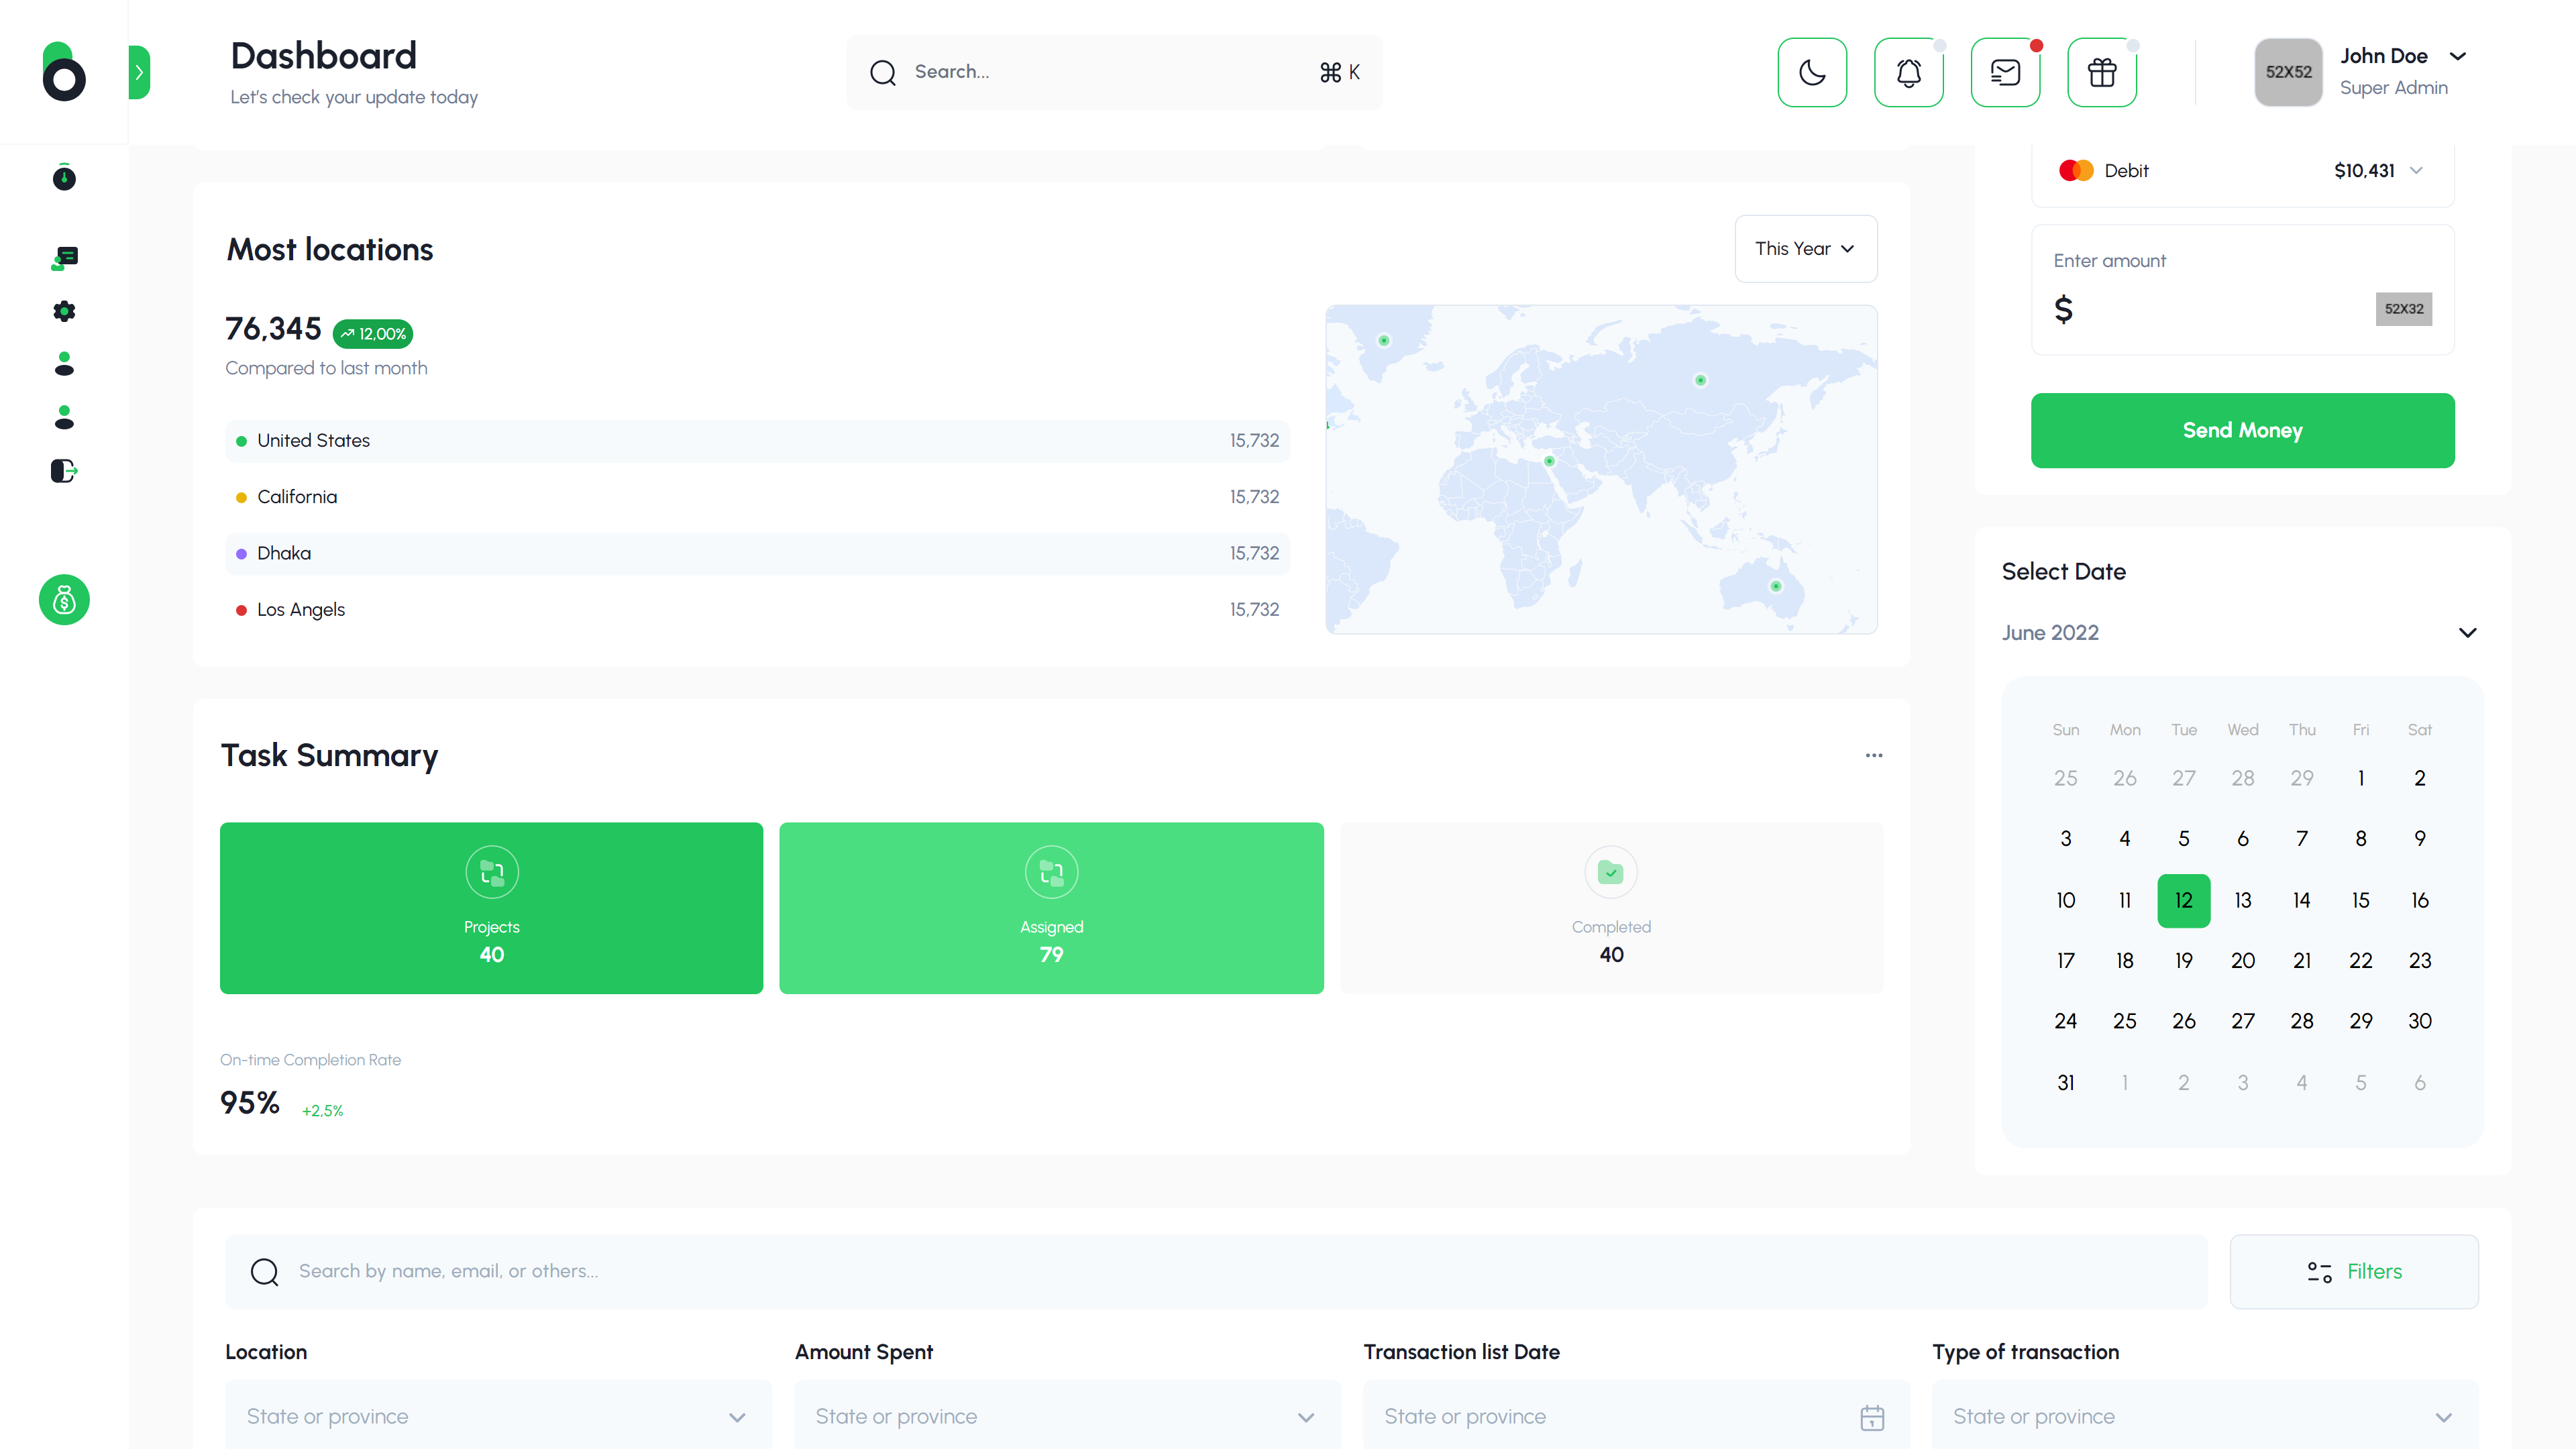 Dashboard
Let's check your update today
Search...
⌘ K
52X52
John Doe
Super Admin
Debit
$10,431
Enter amount
$
52X32
Send Money
Most locations
This Year
76,345
12,00%
Compared to last month
United States 15,732
California 15,732
Dhaka 15,732
Los Angels 15,732
Select Date
June 2022
Sun Mon Tue Wed Thu Fri Sat
25 26 27 28 29 1 2
3 4 5 6 7 8 9
10 11 12 13 14 15 16
17 18 19 20 21 22 23
24 25 26 27 28 29 30
31 1 2 3 4 5 6
Task Summary
Projects
40
Assigned
79
Completed
40
On-time Completion Rate
95% +2,5%
Search by name, email, or others...
Filters
Location
State or province
Amount Spent
State or province
Transaction list Date
State or province
Type of transaction
State or province